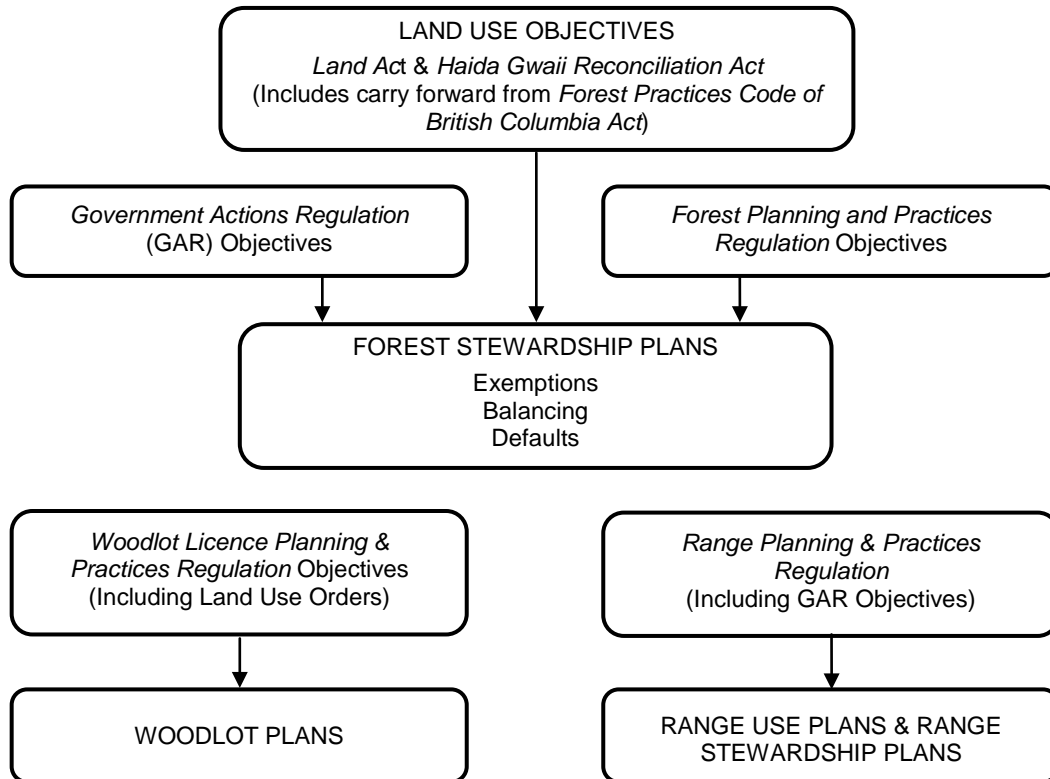 LAND USE OBJECTIVES
Land Act & Haida Gwaii Reconciliation Act
(Includes carry forward from Forest Practices Code of
British Columbia Act)
Government Actions Regulation
(GAR) Objectives
Forest Planning and Practices
Regulation Objectives
FOREST STEWARDSHIP PLANS
Exemptions
Balancing
Defaults
Woodlot Licence Planning &
Practices Regulation Objectives
(Including Land Use Orders)
Range Planning & Practices
Regulation
(Including GAR Objectives)
WOODLOT PLANS
RANGE USE PLANS & RANGE
STEWARDSHIP PLANS